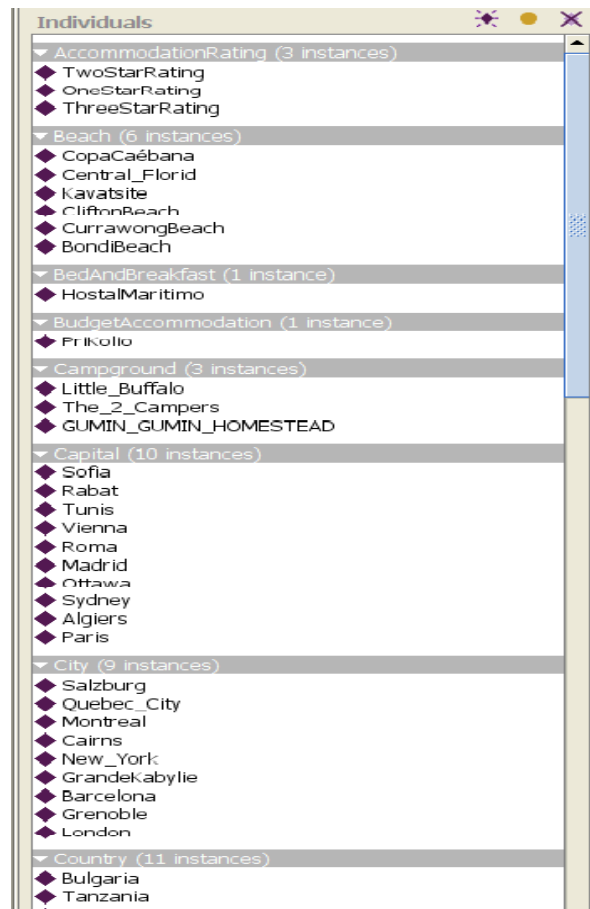 Individuals
AccommodationRating (3 instances)
TwoStarRating
OneStarRating
ThreeStarRating
Beach (6 instances)
CopaCaébana
Central_Florid
Kavatsite
CliftonBeach
CurrawongBeach
BondiBeach
BedAndBreakfast (1 instance)
HostalMaritimo
BudgetAccommodation (1 instance)
PriKolio
Campground (3 instances)
Little_Buffalo
The_2_Campers
GUMIN_GUMIN_HOMESTEAD
Capital (10 instances)
Sofia
Rabat
Tunis
Vienna
Roma
Madrid
Ottawa
Sydney
Algiers
Paris
City (9 instances)
Salzburg
Quebec_City
Montreal
Cairns
New_York
GrandeKabylie
Barcelona
Grenoble
London
Country (11 instances)
Bulgaria
Tanzania